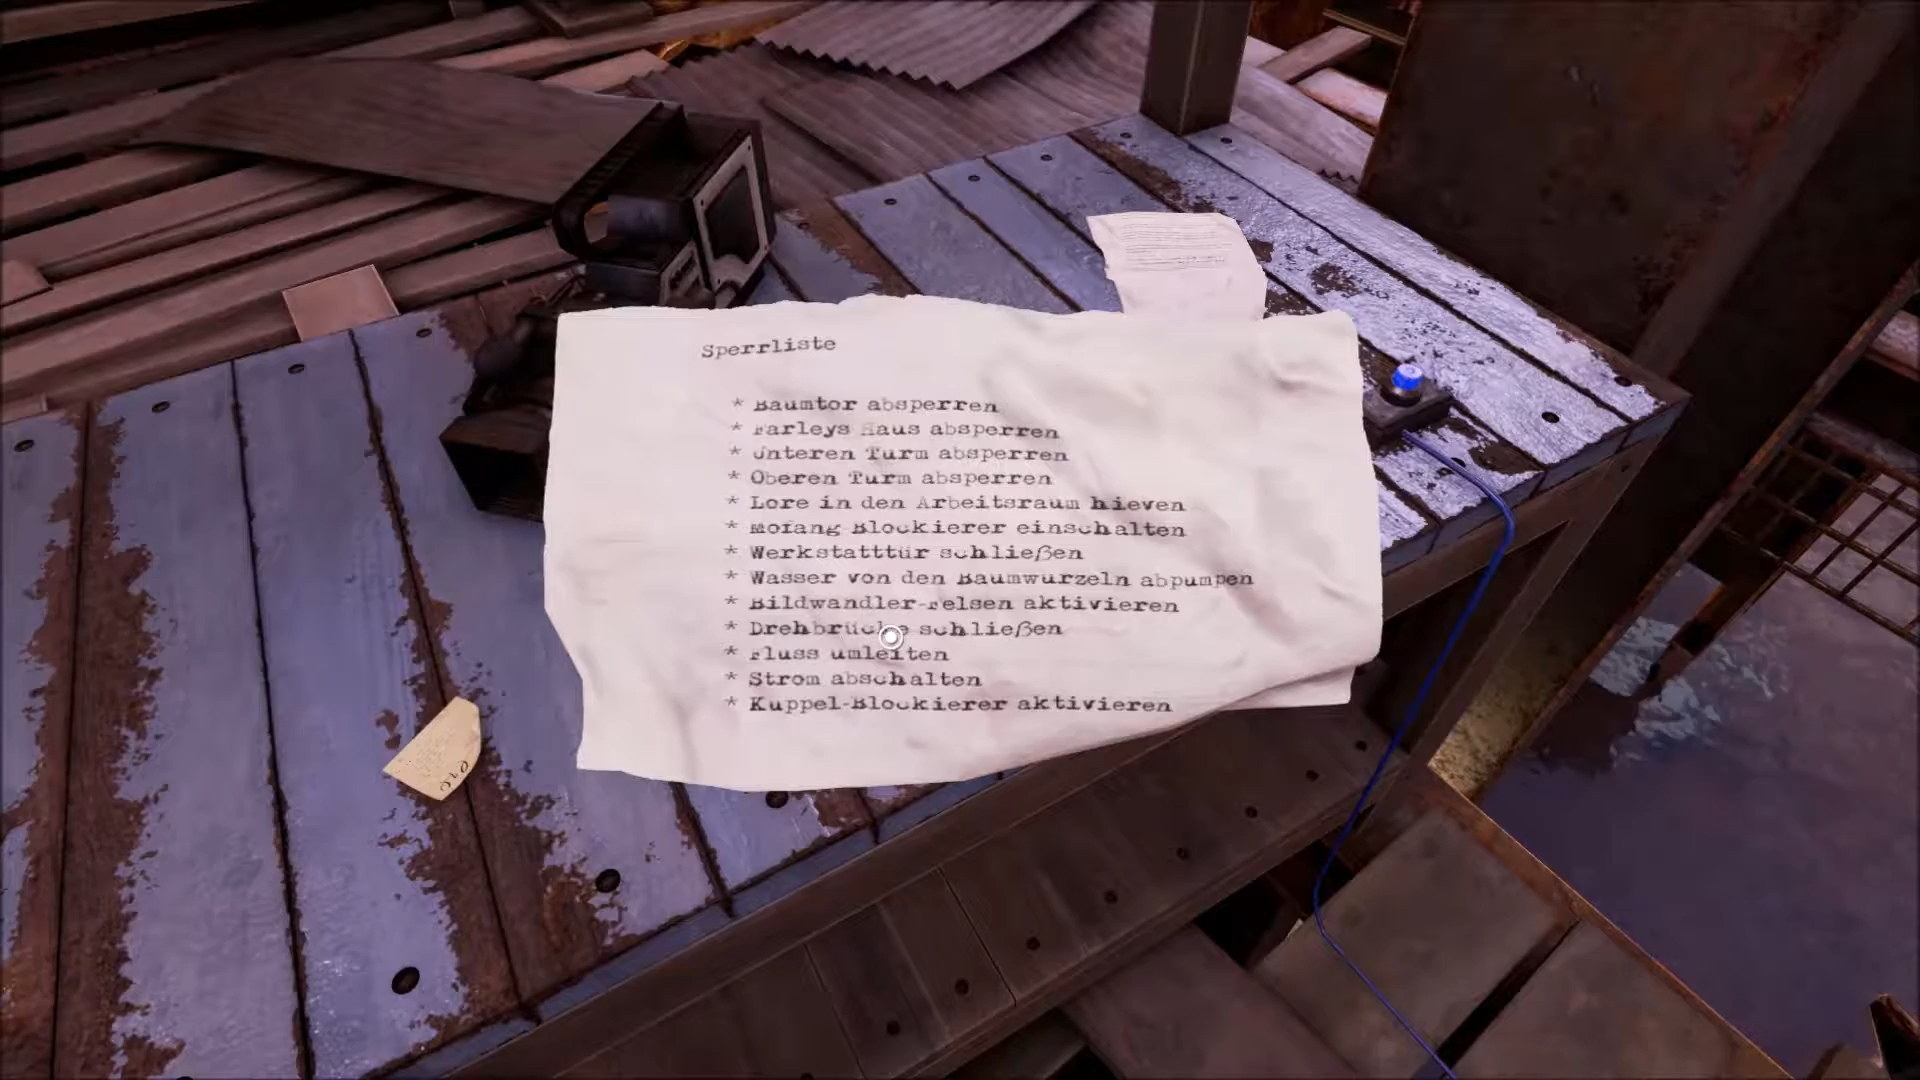 Sperrliste
* Baumtor absperren
* Farleys Haus absperren
* Unteren Turm absperren
* Oberen Turm absperren
* Lore in den Arbeitsraum hieven
* Mofang-Blockierer einschalten
* Werkstatttür schließen
* Wasser von den Baumwurzeln abpumpen
* Bildwandler-Felsen aktivieren
* Drehbrücke schließen
* Fluss umleiten
* Strom abschalten
* Kuppel-Blockierer aktivieren